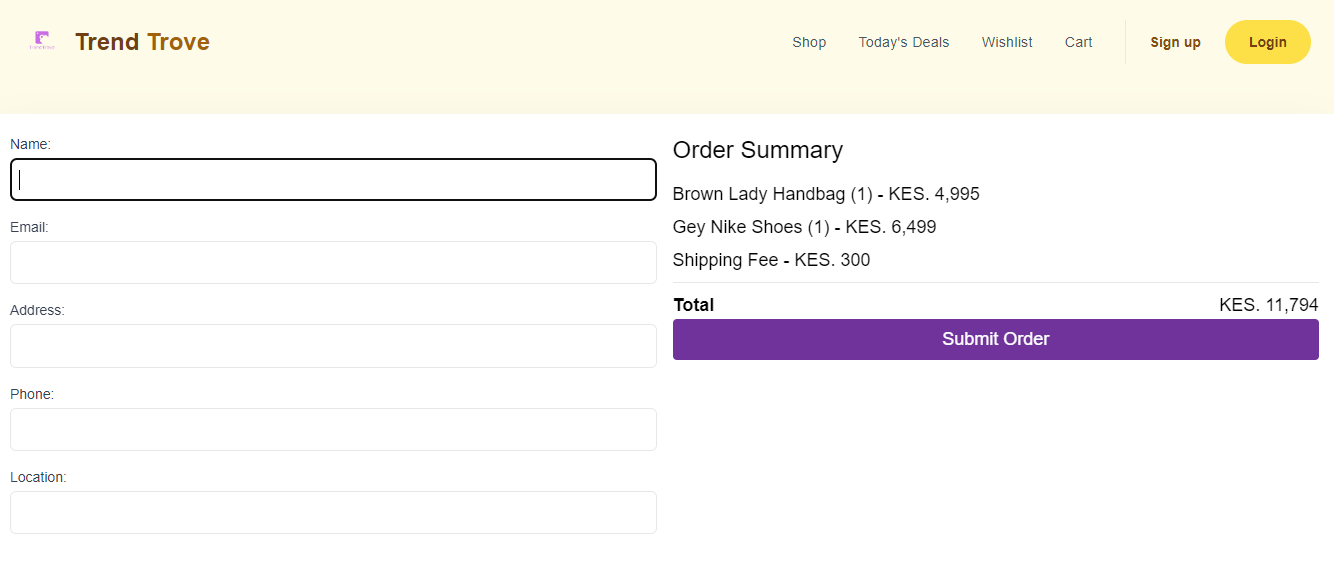 Trend Trove
Shop
Today's Deals
Wishlist
Cart
Sign up
Login
Name:
Email:
Address:
Phone:
Location:
Order Summary
Brown Lady Handbag (1) - KES. 4,995
Gey Nike Shoes (1) - KES. 6,499
Shipping Fee - KES. 300
Total KES. 11,794
Submit Order